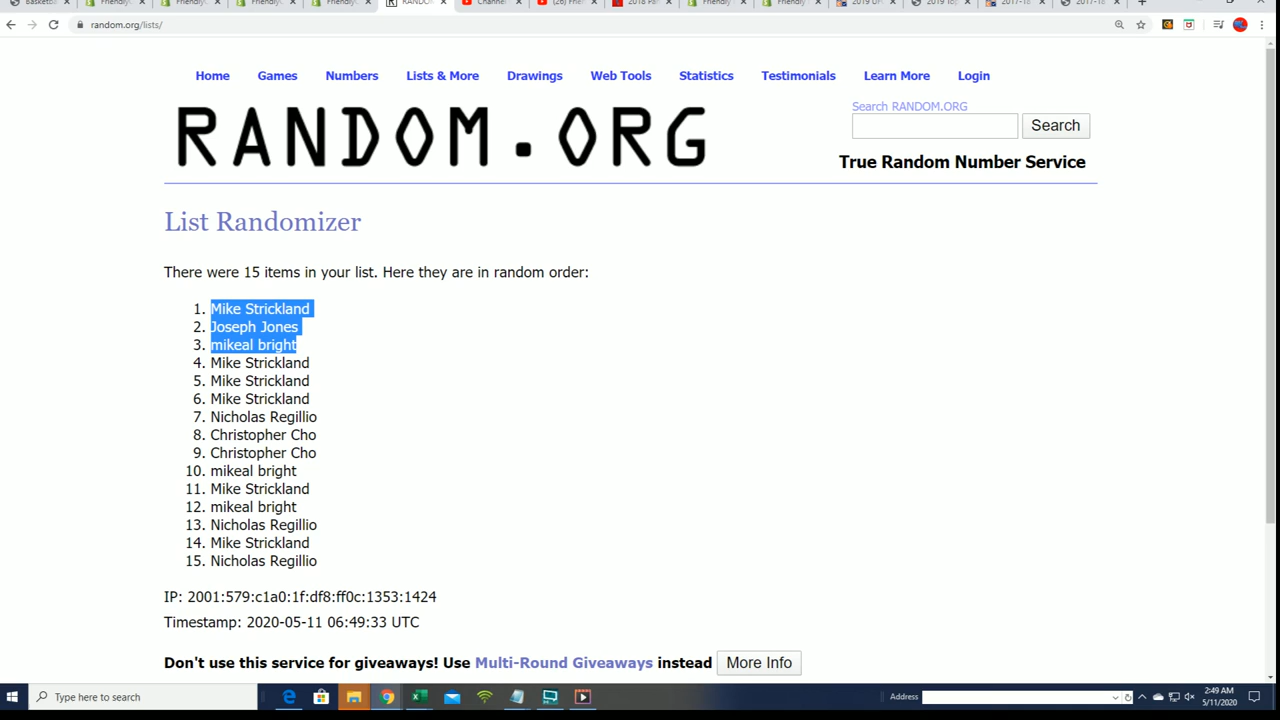 random.org/lists/
Home Games Numbers Lists & More Drawings Web Tools Statistics Testimonials Learn More Login
RANDOM.ORG
Search RANDOM.ORG
Search
True Random Number Service
List Randomizer
There were 15 items in your list. Here they are in random order:
1. Mike Strickland
2. Joseph Jones
3. mikeal bright
4. Mike Strickland
5. Mike Strickland
6. Mike Strickland
7. Nicholas Regillio
8. Christopher Cho
9. Christopher Cho
10. mikeal bright
11. Mike Strickland
12. mikeal bright
13. Nicholas Regillio
14. Mike Strickland
15. Nicholas Regillio
IP: 2001:579:c1a0:1f:df8:ff0c:1353:1424
Timestamp: 2020-05-11 06:49:33 UTC
Don't use this service for giveaways! Use Multi-Round Giveaways instead More Info
Type here to search
Address
2:49 AM
5/11/2020